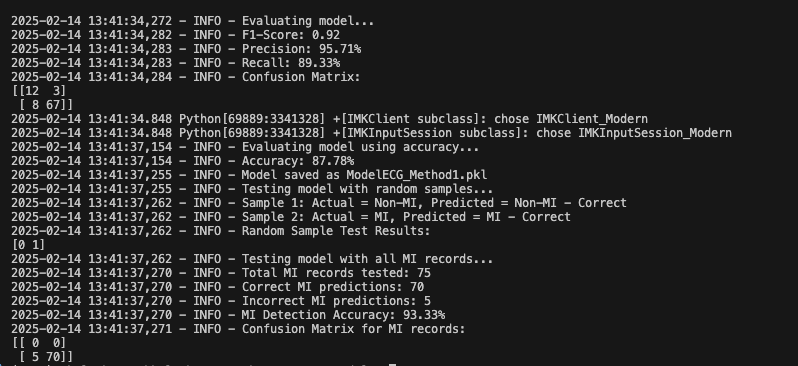 2025-02-14 13:41:34,272 - INFO - Evaluating model...
2025-02-14 13:41:34,282 - INFO - F1-Score: 0.92
2025-02-14 13:41:34,283 - INFO - Precision: 95.71%
2025-02-14 13:41:34,283 - INFO - Recall: 89.33%
2025-02-14 13:41:34,284 - INFO - Confusion Matrix:
[[12  3]
 [ 8 67]]
2025-02-14 13:41:34.848 Python[69889:3341328] +[IMKClient subclass]: chose IMKClient_Modern
2025-02-14 13:41:34.848 Python[69889:3341328] +[IMKInputSession subclass]: chose IMKInputSession_Modern
2025-02-14 13:41:37,154 - INFO - Evaluating model using accuracy...
2025-02-14 13:41:37,154 - INFO - Accuracy: 87.78%
2025-02-14 13:41:37,255 - INFO - Model saved as ModelECG_Method1.pkl
2025-02-14 13:41:37,255 - INFO - Testing model with random samples...
2025-02-14 13:41:37,262 - INFO - Sample 1: Actual = Non-MI, Predicted = Non-MI - Correct
2025-02-14 13:41:37,262 - INFO - Sample 2: Actual = MI, Predicted = MI - Correct
2025-02-14 13:41:37,262 - INFO - Random Sample Test Results:
[0 1]
2025-02-14 13:41:37,262 - INFO - Testing model with all MI records...
2025-02-14 13:41:37,270 - INFO - Total MI records tested: 75
2025-02-14 13:41:37,270 - INFO - Correct MI predictions: 70
2025-02-14 13:41:37,270 - INFO - Incorrect MI predictions: 5
2025-02-14 13:41:37,270 - INFO - MI Detection Accuracy: 93.33%
2025-02-14 13:41:37,271 - INFO - Confusion Matrix for MI records:
[[ 0  0]
 [ 5 70]]